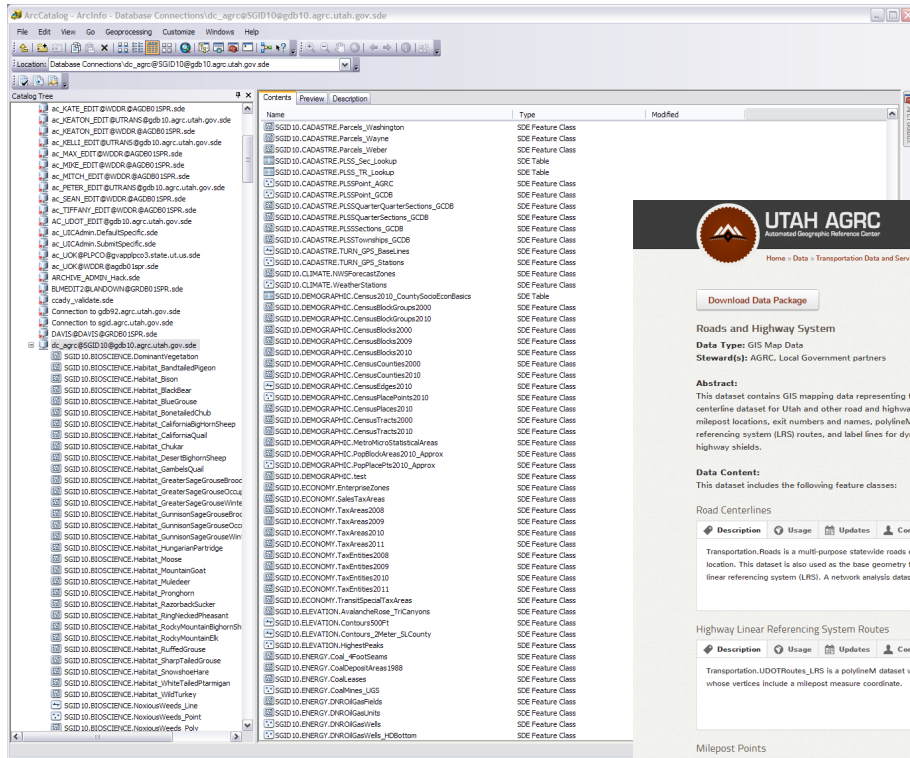 ArcCatalog - ArcInfo - Database Connections\dc_agrc@SGID10@gdb10.agrc.utah.gov.sde
File Edit View Go Geoprocessing Customize Windows Help
Location: Database Connections\dc_agrc@SGID10@gdb10.agrc.utah.gov.sde
Catalog Tree
ac_KATE_EDIT@WDDR@AGDB01SPR.sde
ac_KEATON_EDIT@UTRANS@gdb10.agrc.utah.gov.sde
ac_KEATON_EDIT@WDDR@AGDB01SPR.sde
ac_KELLI_EDIT@UTRANS@gdb10.agrc.utah.gov.sde
ac_MAX_EDIT@WDDR@AGDB01SPR.sde
ac_MIKE_EDIT@WDDR@AGDB01SPR.sde
ac_MITCH_EDIT@WDDR@AGDB01SPR.sde
ac_PETER_EDIT@UTRANS@gdb10.agrc.utah.gov.sde
ac_SEAN_EDIT@WDDR@AGDB01SPR.sde
ac_TIFFANY_EDIT@WDDR@AGDB01SPR.sde
AC_UDOT_EDIT@gdb10.agrc.utah.gov.sde
ac_UICAdmin.DefaultSpecific.sde
ac_UICAdmin.SubmitSpecific.sde
ac_UOK@PLPCO@gvapplpco3.state.ut.us.sde
ac_UOK@WDDR@agdb01spr.sde
ARCHIVE_ADMIN_Hack.sde
BLMEDIT2@LANDOWN@GRDB01SPR.sde
ccady_validate.sde
Connection to gdb92.agrc.utah.gov.sde
Connection to sgid.agrc.utah.gov.sde
DAVIS@DAVIS@GRDB01SPR.sde
dc_agrc@SGID10@gdb10.agrc.utah.gov.sde
SGID10.BIOSCIENCE.DominantVegetation
SGID10.BIOSCIENCE.Habitat_BandtailedPigeon
SGID10.BIOSCIENCE.Habitat_Bison
SGID10.BIOSCIENCE.Habitat_BlackBear
SGID10.BIOSCIENCE.Habitat_BlueGrouse
SGID10.BIOSCIENCE.Habitat_BonetailedChub
SGID10.BIOSCIENCE.Habitat_CaliforniaBigHornSheep
SGID10.BIOSCIENCE.Habitat_CaliforniaQuail
SGID10.BIOSCIENCE.Habitat_Chukar
SGID10.BIOSCIENCE.Habitat_DesertBighornSheep
SGID10.BIOSCIENCE.Habitat_GambelsQuail
SGID10.BIOSCIENCE.Habitat_GreaterSageGrouseBrood
SGID10.BIOSCIENCE.Habitat_GreaterSageGrouseOccup
SGID10.BIOSCIENCE.Habitat_GreaterSageGrouseWinte
SGID10.BIOSCIENCE.Habitat_GunnisonSageGrouseBroo
SGID10.BIOSCIENCE.Habitat_GunnisonSageGrouseOcc
SGID10.BIOSCIENCE.Habitat_GunnisonSageGrouseWin
SGID10.BIOSCIENCE.Habitat_HungarianPartridge
SGID10.BIOSCIENCE.Habitat_Moose
SGID10.BIOSCIENCE.Habitat_MountainGoat
SGID10.BIOSCIENCE.Habitat_Muledeer
SGID10.BIOSCIENCE.Habitat_Pronghorn
SGID10.BIOSCIENCE.Habitat_RazorbackSucker
SGID10.BIOSCIENCE.Habitat_RingNeckedPheasant
SGID10.BIOSCIENCE.Habitat_RockyMountainBighornSh
SGID10.BIOSCIENCE.Habitat_RockyMountainElk
SGID10.BIOSCIENCE.Habitat_RuffedGrouse
SGID10.BIOSCIENCE.Habitat_SharpTailedGrouse
SGID10.BIOSCIENCE.Habitat_SnowshoeHare
SGID10.BIOSCIENCE.Habitat_WhiteTailedPtarmigan
SGID10.BIOSCIENCE.Habitat_WildTurkey
SGID10.BIOSCIENCE.NoxiousWeeds_Line
SGID10.BIOSCIENCE.NoxiousWeeds_Point
SGID10.BIOSCIENCE.NoxiousWeeds_Poly
Contents Preview Description
Name Type Modified
SGID10.CADASTRE.Parcels_Washington SDE Feature Class
SGID10.CADASTRE.Parcels_Wayne SDE Feature Class
SGID10.CADASTRE.Parcels_Weber SDE Feature Class
SGID10.CADASTRE.PLSS_Sec_Lookup SDE Table
SGID10.CADASTRE.PLSS_TR_Lookup SDE Table
SGID10.CADASTRE.PLSSPoint_AGRC SDE Feature Class
SGID10.CADASTRE.PLSSPoint_GCDB SDE Feature Class
SGID10.CADASTRE.PLSSQuarterQuarterSections_GCDB SDE Feature Class
SGID10.CADASTRE.PLSSQuarterSections_GCDB SDE Feature Class
SGID10.CADASTRE.PLSSSections_GCDB SDE Feature Class
SGID10.CADASTRE.PLSSTownships_GCDB SDE Feature Class
SGID10.CADASTRE.TURN_GPS_BaseLines SDE Feature Class
SGID10.CADASTRE.TURN_GPS_Stations SDE Feature Class
SGID10.CLIMATE.NWSForecastZones SDE Feature Class
SGID10.CLIMATE.WeatherStations SDE Feature Class
SGID10.DEMOGRAPHIC.Census2010_CountySocioEconBasics SDE Table
SGID10.DEMOGRAPHIC.CensusBlockGroups2000 SDE Feature Class
SGID10.DEMOGRAPHIC.CensusBlockGroups2010 SDE Feature Class
SGID10.DEMOGRAPHIC.CensusBlocks2000 SDE Feature Class
SGID10.DEMOGRAPHIC.CensusBlocks2009 SDE Feature Class
SGID10.DEMOGRAPHIC.CensusBlocks2010 SDE Feature Class
SGID10.DEMOGRAPHIC.CensusCounties2000 SDE Feature Class
SGID10.DEMOGRAPHIC.CensusCounties2010 SDE Feature Class
SGID10.DEMOGRAPHIC.CensusEdges2010 SDE Feature Class
SGID10.DEMOGRAPHIC.CensusPlacePoints2010 SDE Feature Class
SGID10.DEMOGRAPHIC.CensusPlaces2010 SDE Feature Class
SGID10.DEMOGRAPHIC.CensusTracts2000 SDE Feature Class
SGID10.DEMOGRAPHIC.CensusTracts2010 SDE Feature Class
SGID10.DEMOGRAPHIC.MetroMicroStatisticalAreas SDE Feature Class
SGID10.DEMOGRAPHIC.PopBlockAreas2010_Approx SDE Feature Class
SGID10.DEMOGRAPHIC.PopPlacePts2010_Approx SDE Feature Class
SGID10.DEMOGRAPHIC.test SDE Feature Class
SGID10.ECONOMY.EnterpriseZones SDE Feature Class
SGID10.ECONOMY.SalesTaxAreas SDE Feature Class
SGID10.ECONOMY.TaxAreas2008 SDE Feature Class
SGID10.ECONOMY.TaxAreas2009 SDE Feature Class
SGID10.ECONOMY.TaxAreas2010 SDE Feature Class
SGID10.ECONOMY.TaxAreas2011 SDE Feature Class
SGID10.ECONOMY.TaxEntities2008 SDE Feature Class
SGID10.ECONOMY.TaxEntities2009 SDE Feature Class
SGID10.ECONOMY.TaxEntities2010 SDE Feature Class
SGID10.ECONOMY.TaxEntities2011 SDE Feature Class
SGID10.ECONOMY.TransitSpecialTaxAreas SDE Feature Class
SGID10.ELEVATION.AvalancheRose_TriCanyons SDE Feature Class
SGID10.ELEVATION.Contours500Ft SDE Feature Class
SGID10.ELEVATION.Contours_2Meter_SLCounty SDE Feature Class
SGID10.ELEVATION.HighestPeaks SDE Feature Class
SGID10.ENERGY.Coal_4FootSeams SDE Feature Class
SGID10.ENERGY.CoalDepositAreas1988 SDE Feature Class
SGID10.ENERGY.CoalLeases SDE Feature Class
SGID10.ENERGY.CoalMines_UGS SDE Feature Class
SGID10.ENERGY.DNROilGasFields SDE Feature Class
SGID10.ENERGY.DNROilGasUnits SDE Feature Class
SGID10.ENERGY.DNROilGasWells SDE Feature Class
SGID10.ENERGY.DNROilGasWells_HDBottom SDE Feature Class
UTAH AGRC
Automated Geographic Reference Center
Home » Data » Transportation Data and Serv
Download Data Package
Roads and Highway System
Data Type: GIS Map Data
Steward(s): AGRC, Local Government partners
Abstract:
This dataset contains GIS mapping data representing
centerline dataset for Utah and other road and highwa
milepost locations, exit numbers and names, polylineM
referencing system (LRS) routes, and label lines for dy
highway shields.
Data Content:
This dataset includes the following feature classes:
Road Centerlines
Description Usage Updates Con
Transportation.Roads is a multi-purpose statewide roads
location. This dataset is also used as the base geometry
linear referencing system (LRS). A network analysis datas
Highway Linear Referencing System Routes
Description Usage Updates Con
Transportation.UDOTRoutes_LRS is a polylineM dataset
whose vertices include a milepost measure coordinate.
Milepost Points